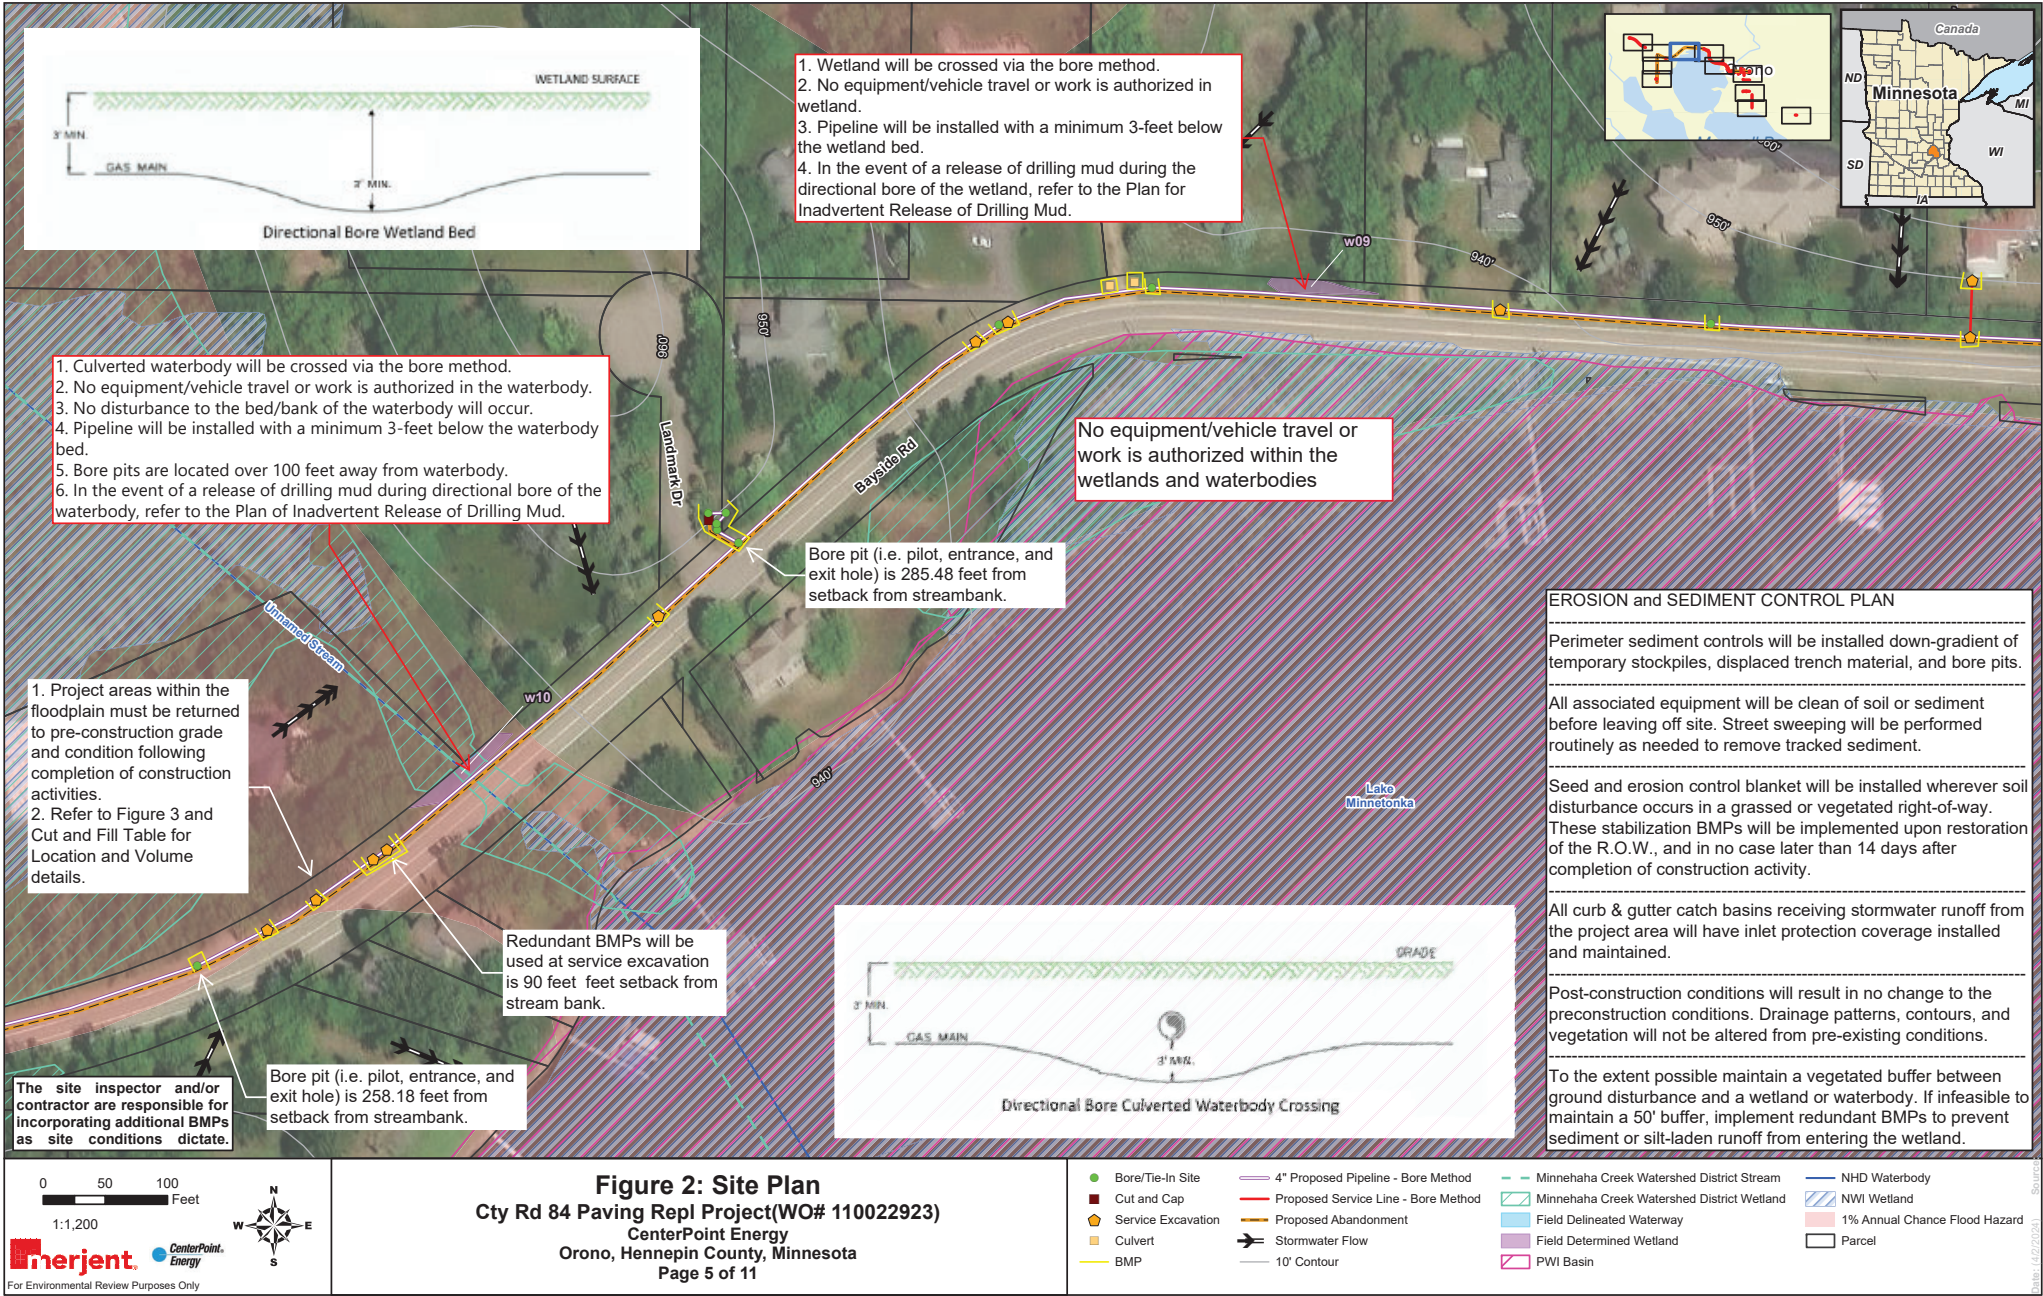 WETLAND SURFACE
3' MIN.
GAS MAIN
3' MIN.
Directional Bore Wetland Bed
1. Wetland will be crossed via the bore method.
2. No equipment/vehicle travel or work is authorized in
wetland.
3. Pipeline will be installed with a minimum 3-feet below
the wetland bed.
4. In the event of a release of drilling mud during the
directional bore of the wetland, refer to the Plan for
Inadvertent Release of Drilling Mud.
Canada
ND
Minnesota
MI
SD
WI
IA
950'
w09
940'
950'
960'
1. Culverted waterbody will be crossed via the bore method.
2. No equipment/vehicle travel or work is authorized in the waterbody.
3. No disturbance to the bed/bank of the waterbody will occur.
4. Pipeline will be installed with a minimum 3-feet below the waterbody
bed.
5. Bore pits are located over 100 feet away from waterbody.
6. In the event of a release of drilling mud during directional bore of the
waterbody, refer to the Plan of Inadvertent Release of Drilling Mud.
Landmark Dr
Bayside Rd
No equipment/vehicle travel or
work is authorized within the
wetlands and waterbodies
Bore pit (i.e. pilot, entrance, and
exit hole) is 285.48 feet from
setback from streambank.
Unnamed Stream
w10
940'
Lake
Minnetonka
1. Project areas within the
floodplain must be returned
to pre-construction grade
and condition following
completion of construction
activities.
2. Refer to Figure 3 and
Cut and Fill Table for
Location and Volume
details.
Redundant BMPs will be
used at service excavation
is 90 feet feet setback from
stream bank.
Bore pit (i.e. pilot, entrance, and
exit hole) is 258.18 feet from
setback from streambank.
The site inspector and/or
contractor are responsible for
incorporating additional BMPs
as site conditions dictate.
GRADE
3' MIN.
GAS MAIN
3' MIN.
Directional Bore Culverted Waterbody Crossing
EROSION and SEDIMENT CONTROL PLAN
Perimeter sediment controls will be installed down-gradient of
temporary stockpiles, displaced trench material, and bore pits.
All associated equipment will be clean of soil or sediment
before leaving off site. Street sweeping will be performed
routinely as needed to remove tracked sediment.
Seed and erosion control blanket will be installed wherever soil
disturbance occurs in a grassed or vegetated right-of-way.
These stabilization BMPs will be implemented upon restoration
of the R.O.W., and in no case later than 14 days after
completion of construction activity.
All curb & gutter catch basins receiving stormwater runoff from
the project area will have inlet protection coverage installed
and maintained.
Post-construction conditions will result in no change to the
preconstruction conditions. Drainage patterns, contours, and
vegetation will not be altered from pre-existing conditions.
To the extent possible maintain a vegetated buffer between
ground disturbance and a wetland or waterbody. If infeasible to
maintain a 50' buffer, implement redundant BMPs to prevent
sediment or silt-laden runoff from entering the wetland.
0 50 100
Feet
1:1,200
N
W E
S
merjent.
CenterPoint.
Energy
For Environmental Review Purposes Only
Figure 2: Site Plan
Cty Rd 84 Paving Repl Project(WO# 110022923)
CenterPoint Energy
Orono, Hennepin County, Minnesota
Page 5 of 11
Bore/Tie-In Site
Cut and Cap
Service Excavation
Culvert
BMP
4" Proposed Pipeline - Bore Method
Proposed Service Line - Bore Method
Proposed Abandonment
Stormwater Flow
10' Contour
Minnehaha Creek Watershed District Stream
Minnehaha Creek Watershed District Wetland
Field Delineated Waterway
Field Determined Wetland
PWI Basin
NHD Waterbody
NWI Wetland
1% Annual Chance Flood Hazard
Parcel